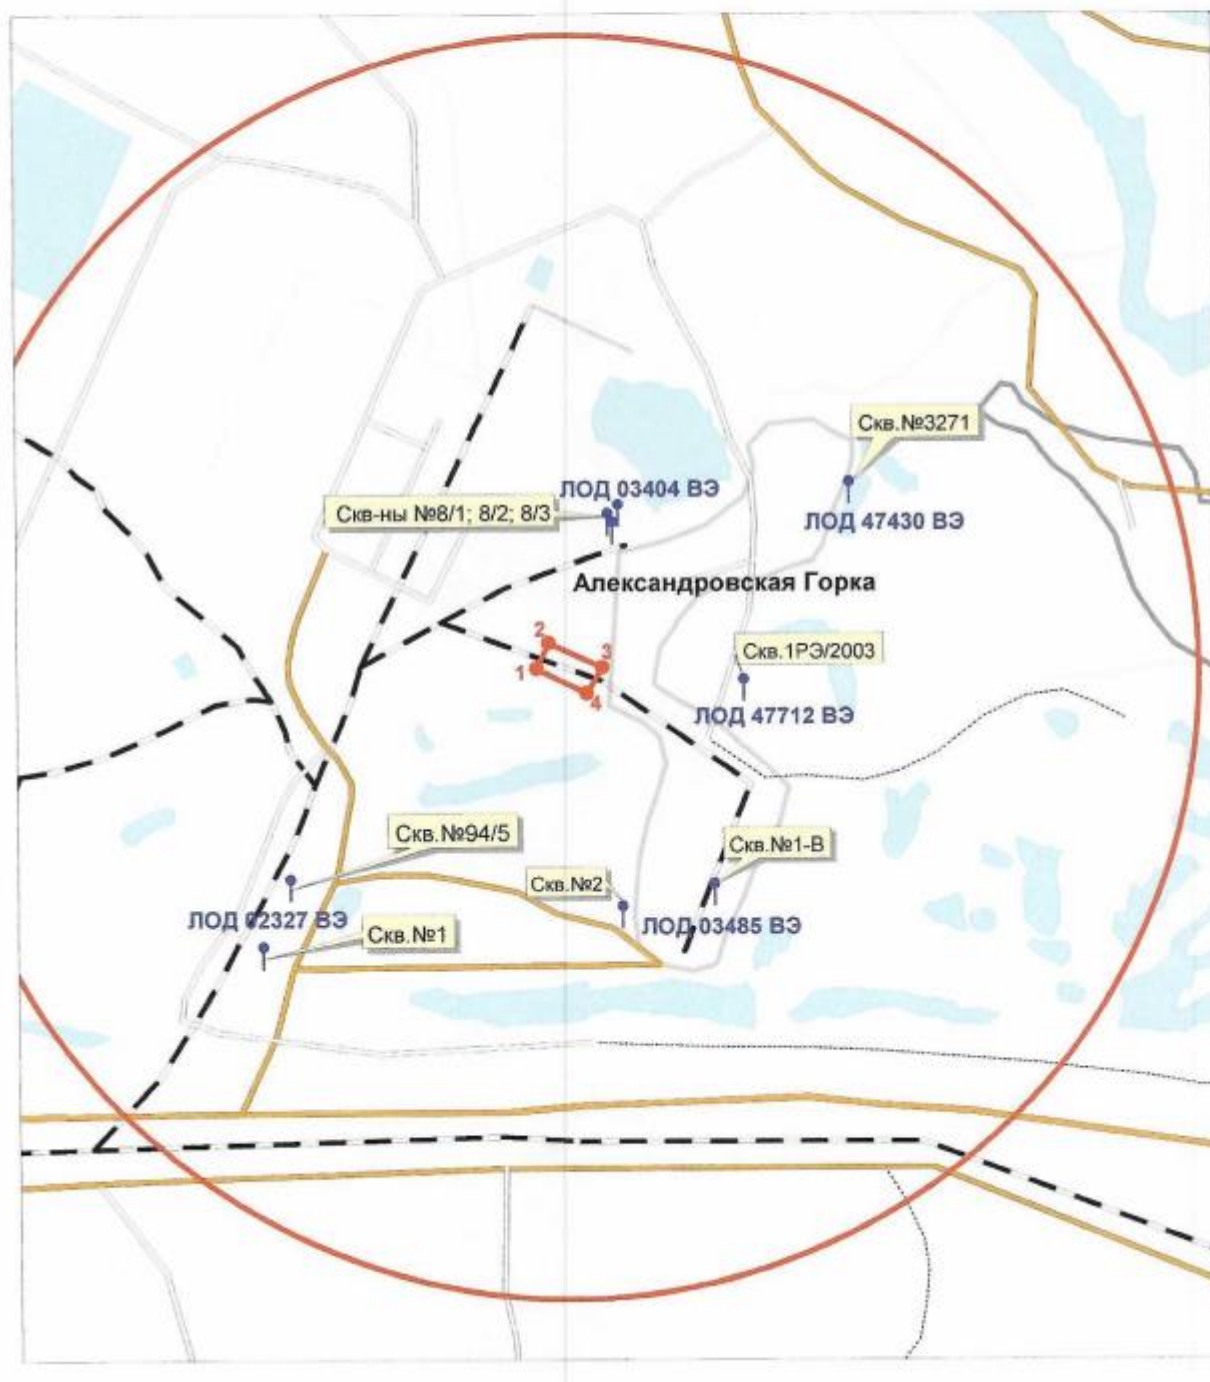 Скв.№3271
ЛОД 03404 ВЭ
Скв-ны №8/1; 8/2; 8/3
ЛОД 47430 ВЭ
Александровская Горка
2
3
1
4
Скв.1РЭ/2003
ЛОД 47712 ВЭ
Скв.№94/5
Скв.№1-В
Скв.№2
ЛОД 02327 ВЭ
ЛОД 03485 ВЭ
Скв.№1